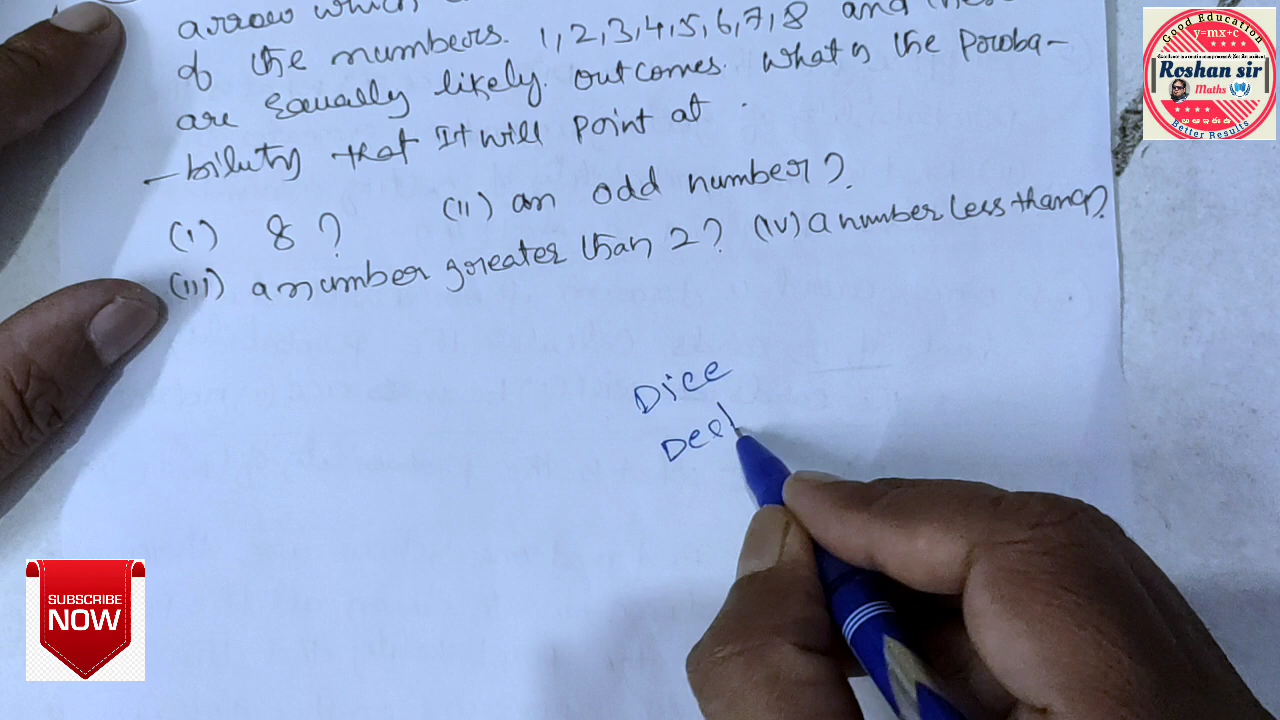 arrow which
of the numbers. 1,2,3,4,5,6,7,8 and these
are equally likely. outcomes. what is the proba-
-bility that It will point at.
(i) 8 ? (ii) an odd number ?
(iii) a number greater than 2 ? (iv) a number less than 9?
Dice
Good Education
y=mx+c
Roshan sir
Maths
Better Results
SUBSCRIBE
NOW